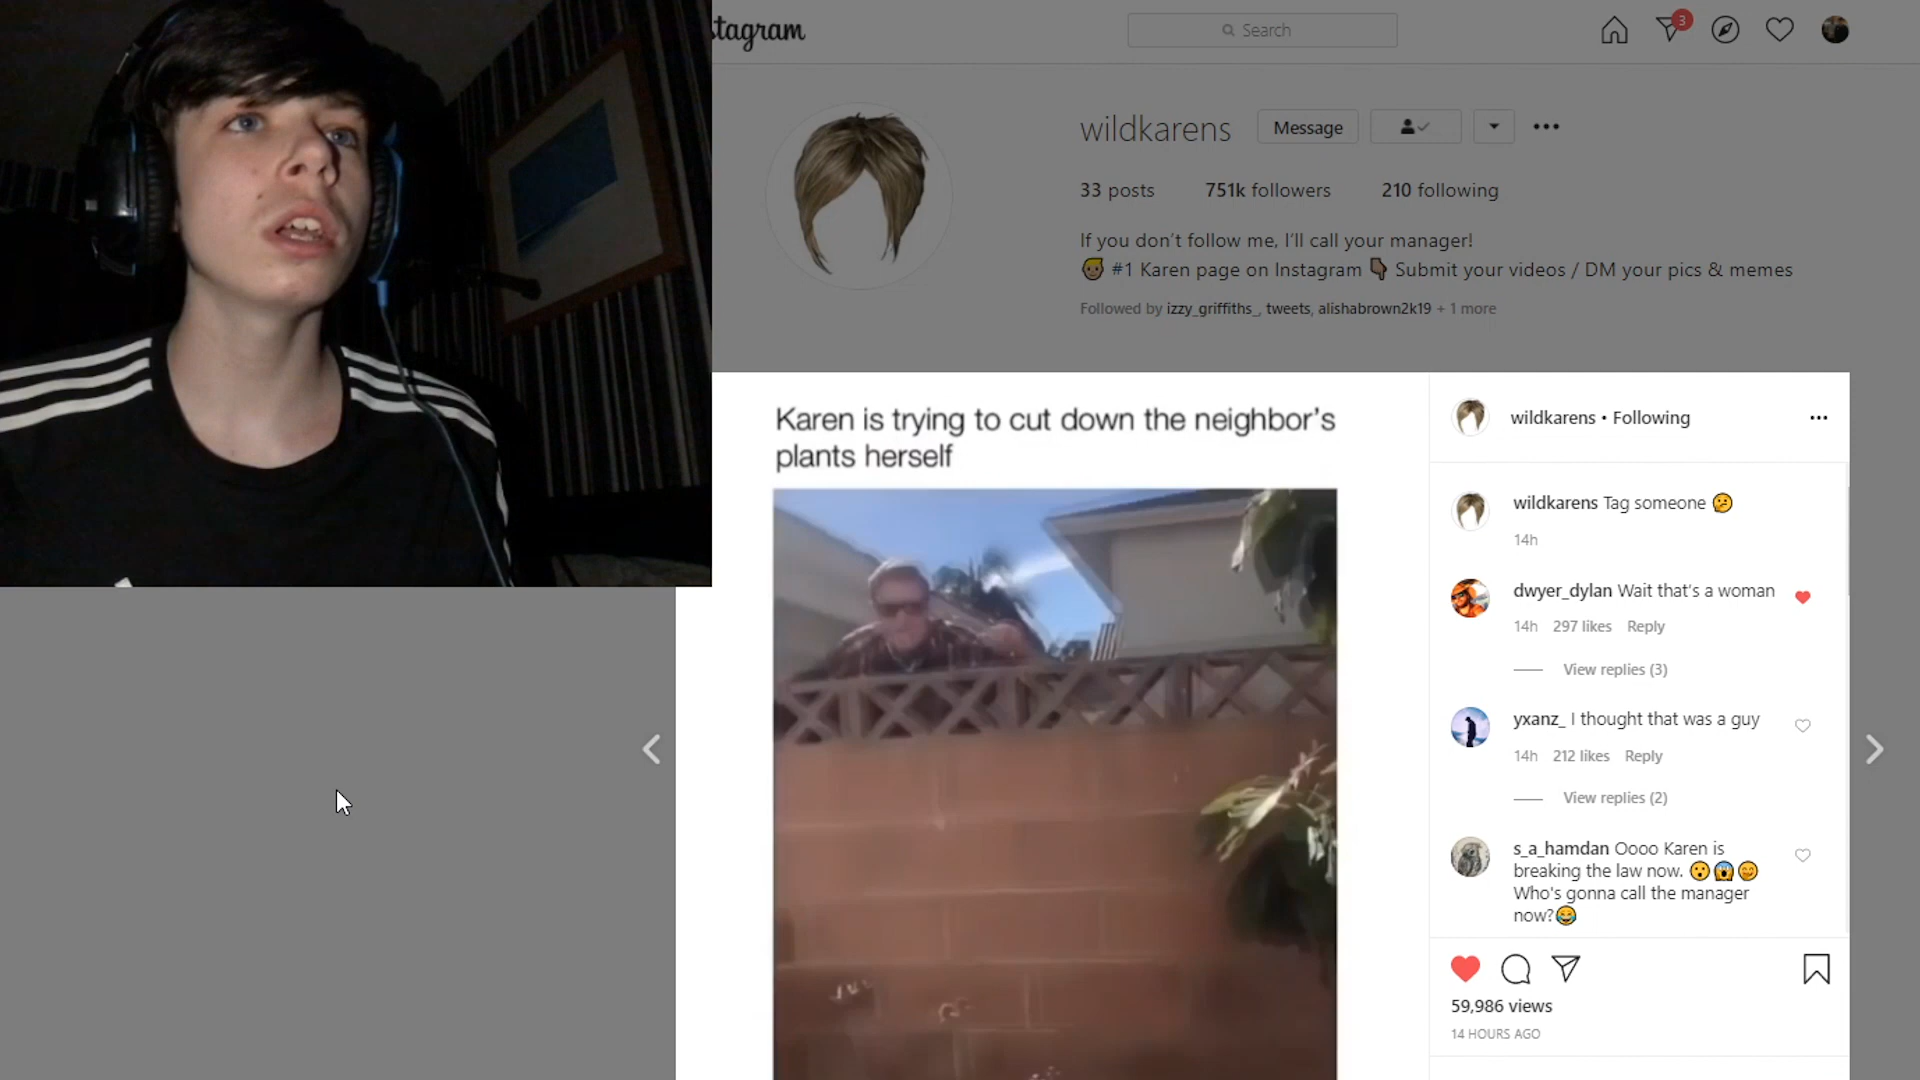 stagram
Search
3
wildkarens
Message
33 posts 751k followers 210 following
If you don't follow me, I'll call your manager!
#1 Karen page on Instagram 👇🏽 Submit your videos / DM your pics & memes
Followed by izzy_griffiths_, tweets, alishabrown2k19 + 1 more
Karen is trying to cut down the neighbor's
plants herself
wildkarens • Following
wildkarens Tag someone 🤔
14h
dwyer_dylan Wait that's a woman
14h 297 likes Reply
View replies (3)
yxanz_ I thought that was a guy
14h 212 likes Reply
View replies (2)
s_a_hamdan Oooo Karen is
breaking the law now. 😮😱😊
Who's gonna call the manager
now?😂
59,986 views
14 HOURS AGO